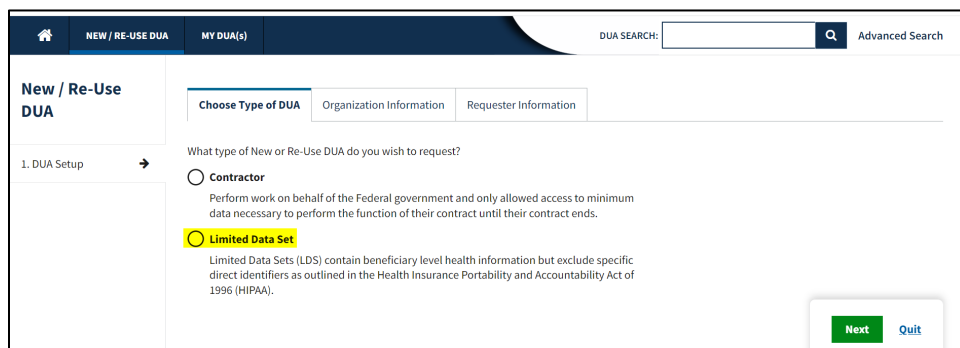 NEW / RE-USE DUA
MY DUA(s)
DUA SEARCH:
Advanced Search
New / Re-Use
DUA
Choose Type of DUA
Organization Information
Requester Information
1. DUA Setup
What type of New or Re-Use DUA do you wish to request?
Contractor
Perform work on behalf of the Federal government and only allowed access to minimum
data necessary to perform the function of their contract until their contract ends.
Limited Data Set
Limited Data Sets (LDS) contain beneficiary level health information but exclude specific
direct identifiers as outlined in the Health Insurance Portability and Accountability Act of
1996 (HIPAA).
Next
Quit